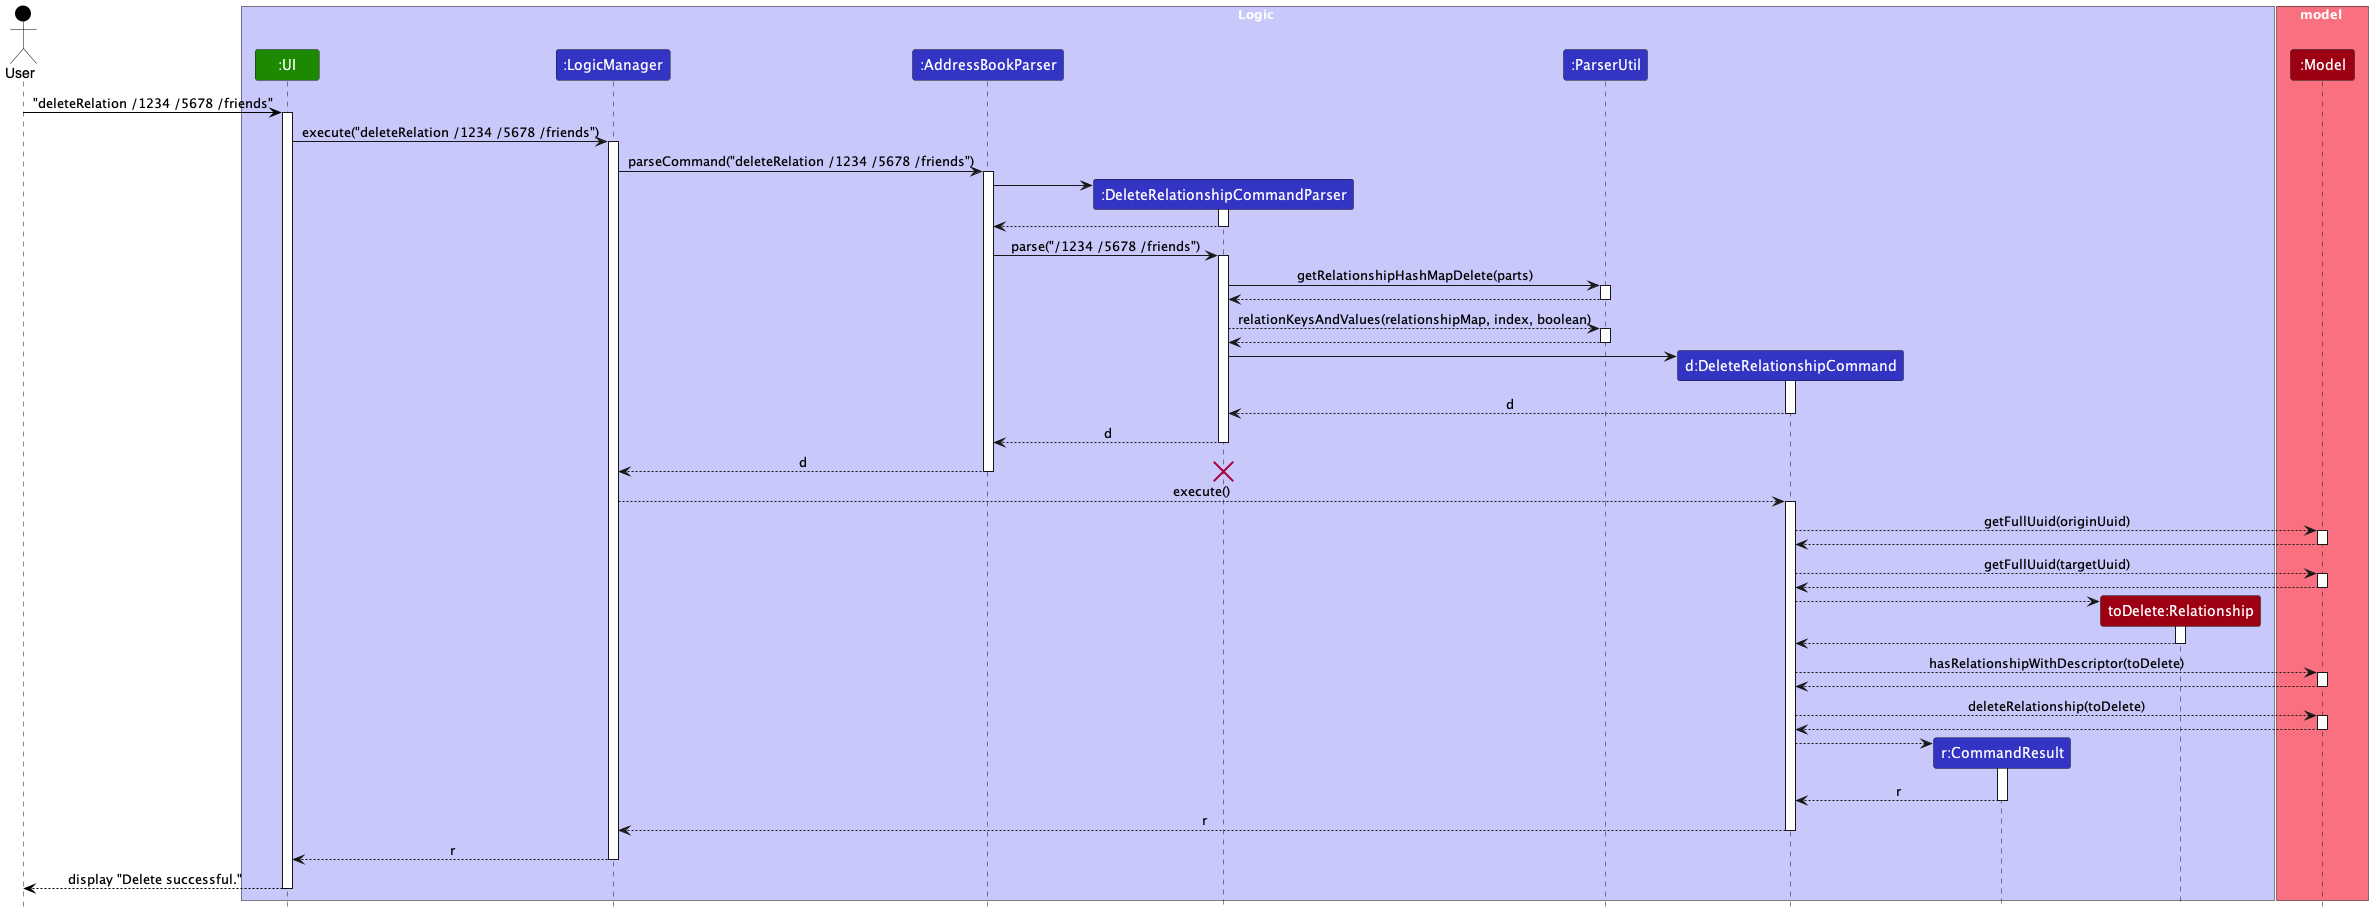 Logic
model
User
:UI
:LogicManager
:AddressBookParser
:ParserUtil
:Model
"deleteRelation /1234 /5678 /friends"
execute("deleteRelation /1234 /5678 /friends")
parseCommand("deleteRelation /1234 /5678 /friends")
:DeleteRelationshipCommandParser
parse("/1234 /5678 /friends")
getRelationshipHashMapDelete(parts)
relationKeysAndValues(relationshipMap, index, boolean)
d:DeleteRelationshipCommand
d
d
d
execute()
getFullUuid(originUuid)
getFullUuid(targetUuid)
toDelete:Relationship
hasRelationshipWithDescriptor(toDelete)
deleteRelationship(toDelete)
r:CommandResult
r
r
r
display "Delete successful."